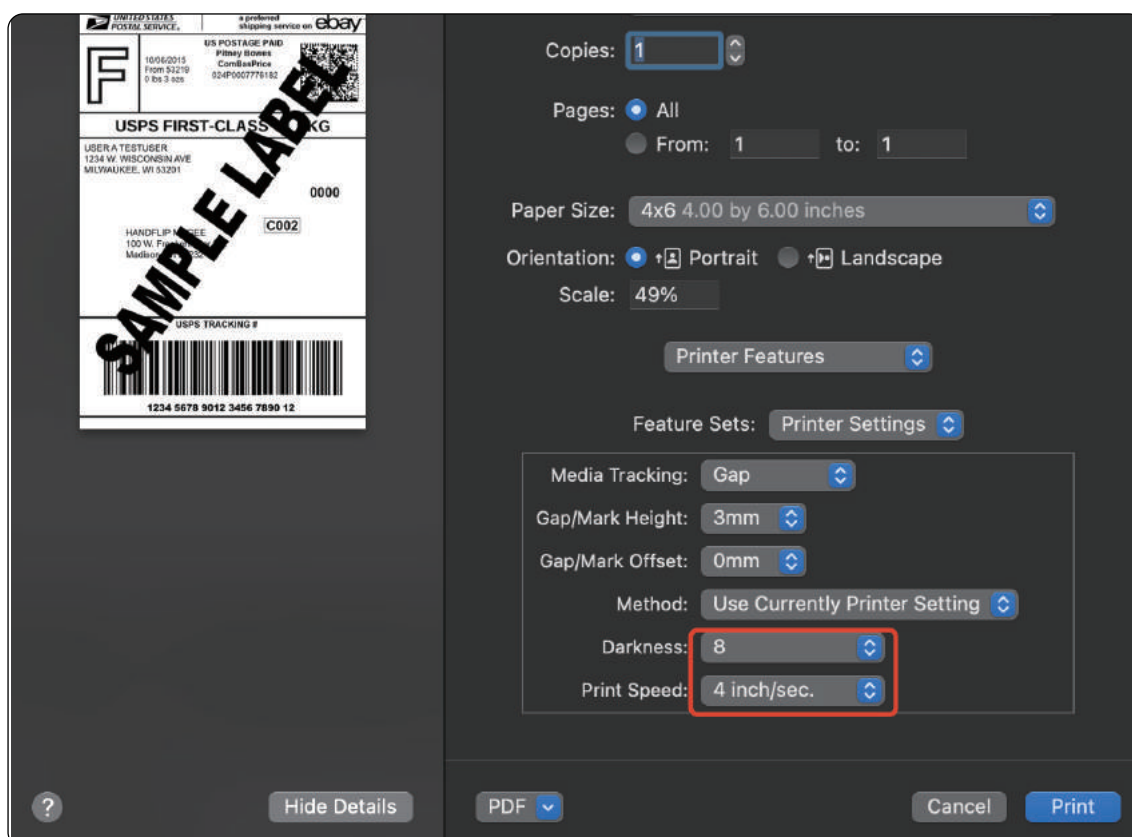 UNITED STATES
POSTAL SERVICE.
a preferred
shipping service on ebay
F
10/06/2015
From 53219
0 lbs 3 ozs
US POSTAGE PAID
Pitney Bowes
ComBasPrice
024P0007776182
USPS FIRST-CLASS KG
USER A TESTUSER
1234 W. WISCONSIN AVE
MILWAUKEE, WI 53201
0000
C002
HANDFLIP
100 W.
SAMPLE LABEL
USPS TRACKING #
1234 5678 9012 3456 7890 12
Copies: 1
Pages: All
From: 1 to: 1
Paper Size: 4x6 4.00 by 6.00 inches
Orientation: Portrait Landscape
Scale: 49%
Printer Features
Feature Sets: Printer Settings
Media Tracking: Gap
Gap/Mark Height: 3mm
Gap/Mark Offset: 0mm
Method: Use Currently Printer Setting
Darkness: 8
Print Speed: 4 inch/sec.
? Hide Details PDF Cancel Print